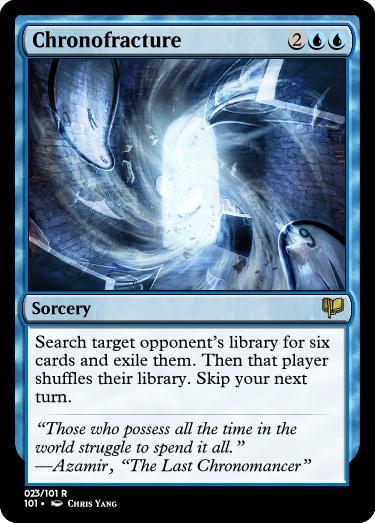 Chronofracture 2
Sorcery
Search target opponent's library for six
cards and exile them. Then that player
shuffles their library. Skip your next
turn.
"Those who possess all the time in the
world struggle to spend it all."
—Azamir, "The Last Chronomancer"
023/101 R
101 • Chris Yang